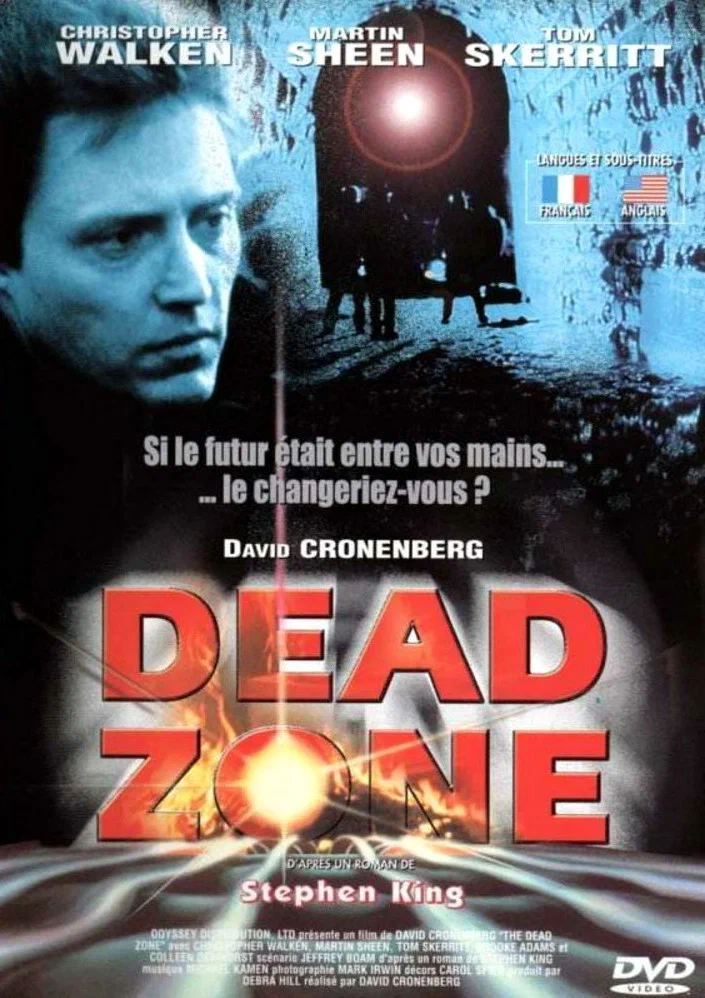 CHRISTOPHER WALKEN
MARTIN SHEEN
TOM SKERRITT
LANGUES ET SOUS-TITRES
FRANÇAIS ANGLAIS
Si le futur était entre vos mains...
... le changeriez-vous ?
DAVID CRONENBERG
DEAD
ZONE
D'APRES UN ROMAN DE
Stephen King
ODYSSEY DISTRIBUTION, LTD présente un film de DAVID CRONENBERG "THE DEAD
ZONE" avec CHRISTOPHER WALKEN, MARTIN SHEEN, TOM SKERRITT, BROOKE ADAMS et
COLLEEN DEWHURST scénario JEFFREY BOAM d'après un roman de STEPHEN KING
musique MICHAEL KAMEN photographie MARK IRWIN décors CAROL SPIER produit par
DEBRA HILL réalisé par DAVID CRONENBERG
DVD
VIDEO